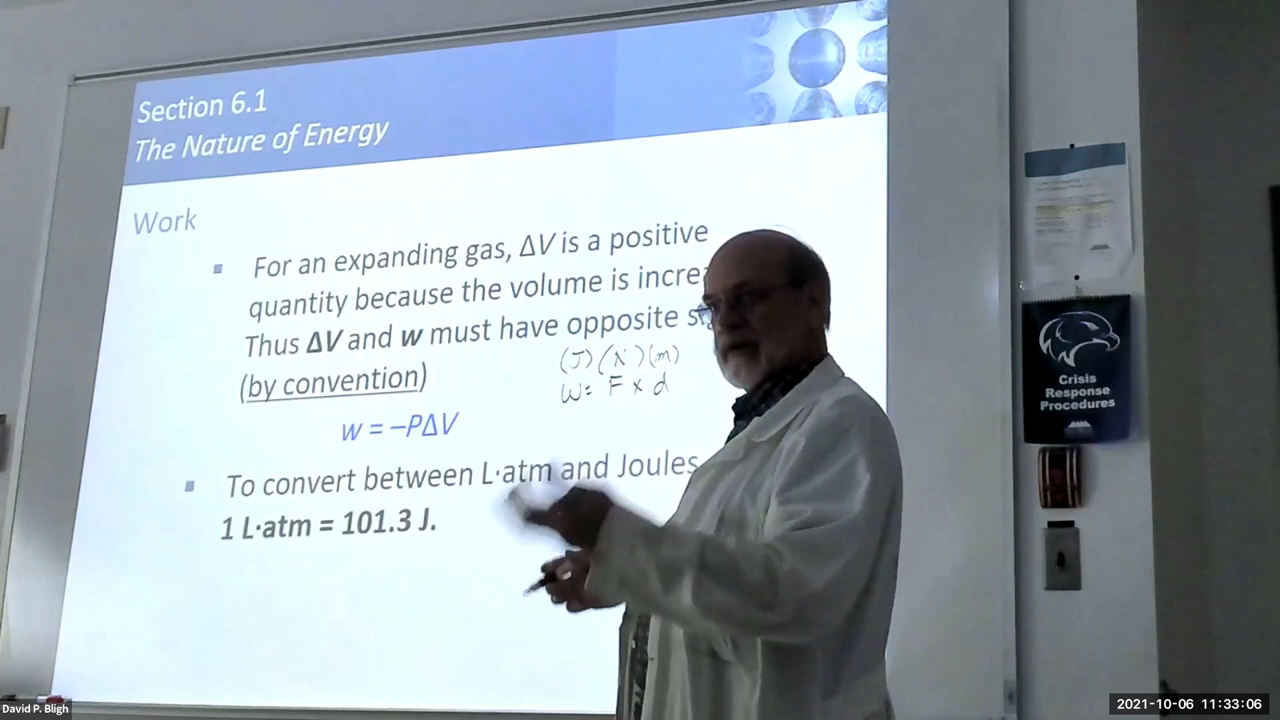 Section 6.1
The Nature of Energy
Work
For an expanding gas, ΔV is a positive
quantity because the volume is incre
Thus ΔV and w must have opposite
(by convention)
(J) (N) (m)
W= F x d
w = –PΔV
To convert between L·atm and Joules
1 L·atm = 101.3 J.
Crisis
Response
Procedures
David P. Bligh
2021-10-06 11:33:06